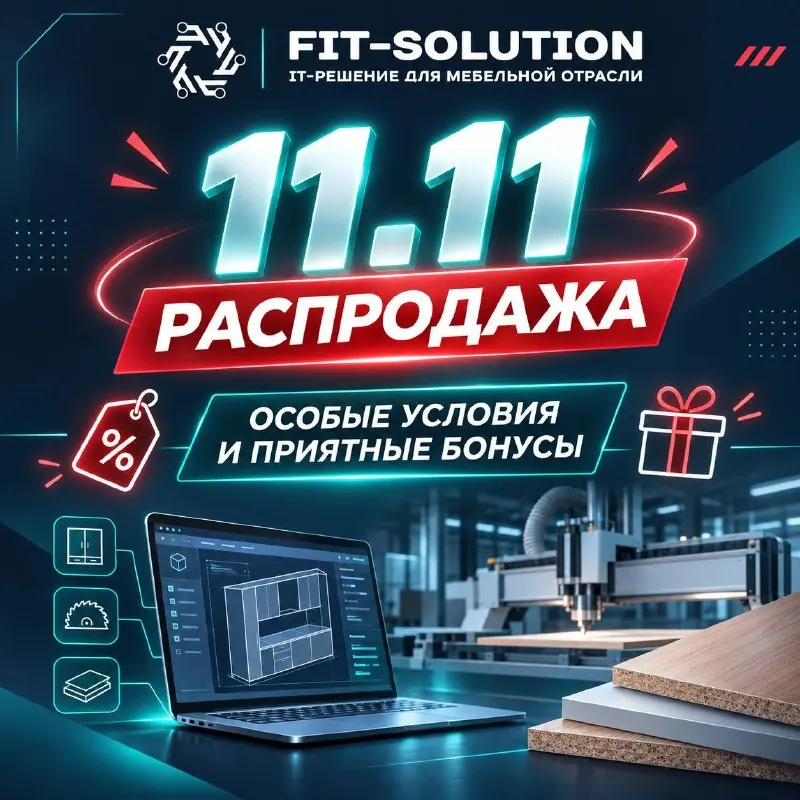 FIT-SOLUTION
IT-РЕШЕНИЕ ДЛЯ МЕБЕЛЬНОЙ ОТРАСЛИ
11.11
РАСПРОДАЖА
%
ОСОБЫЕ УСЛОВИЯ
И ПРИЯТНЫЕ БОНУСЫ